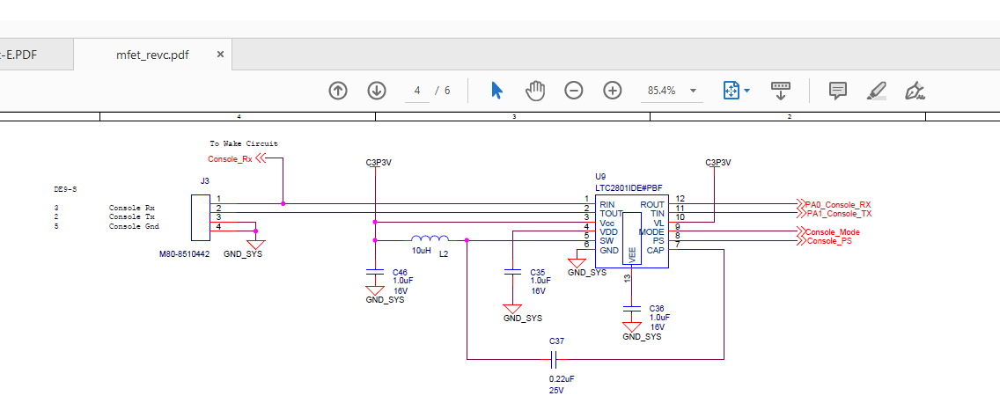 -E.PDF
mfet_revc.pdf ×
4 / 6 85.4%
4 3 2
To Wake Circuit
Console_Rx
C3P3V
C3P3V
J3
U9
LTC2801IDE#PBF
DE9-S
3 Console Rx
2 Console Tx
5 Console Gnd
1
2
3
4
M80-8510442
GND_SYS
1 RIN ROUT 12 PA0_Console_RX
2 TOUT TIN 11 PA1_Console_TX
3 Vcc VL 10
4 VDD MODE 9 Console_Mode
5 SW PS 8 Console_PS
6 GND CAP 7
VEE
13
10uH L2
GND_SYS
C46
1.0uF
16V
GND_SYS
C35
1.0uF
16V
GND_SYS
C36
1.0uF
16V
GND_SYS
C37
0.22uF
25V